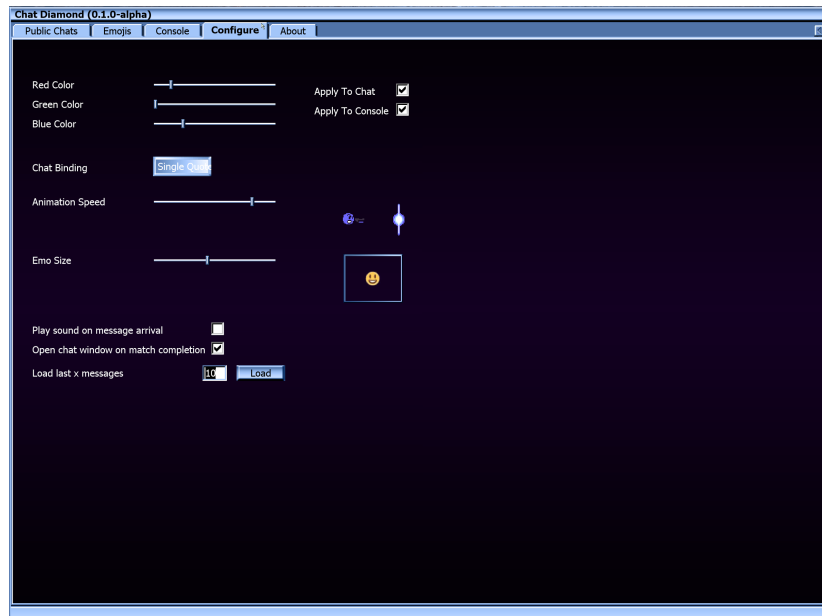 Chat Diamond (0.1.0-alpha)
Public Chats Emojis Console Configure About
Red Color
Apply To Chat
Green Color
Apply To Console
Blue Color
Chat Binding Single
Animation Speed
Emo Size
Play sound on message arrival
Open chat window on match completion
Load last x messages 10 Load